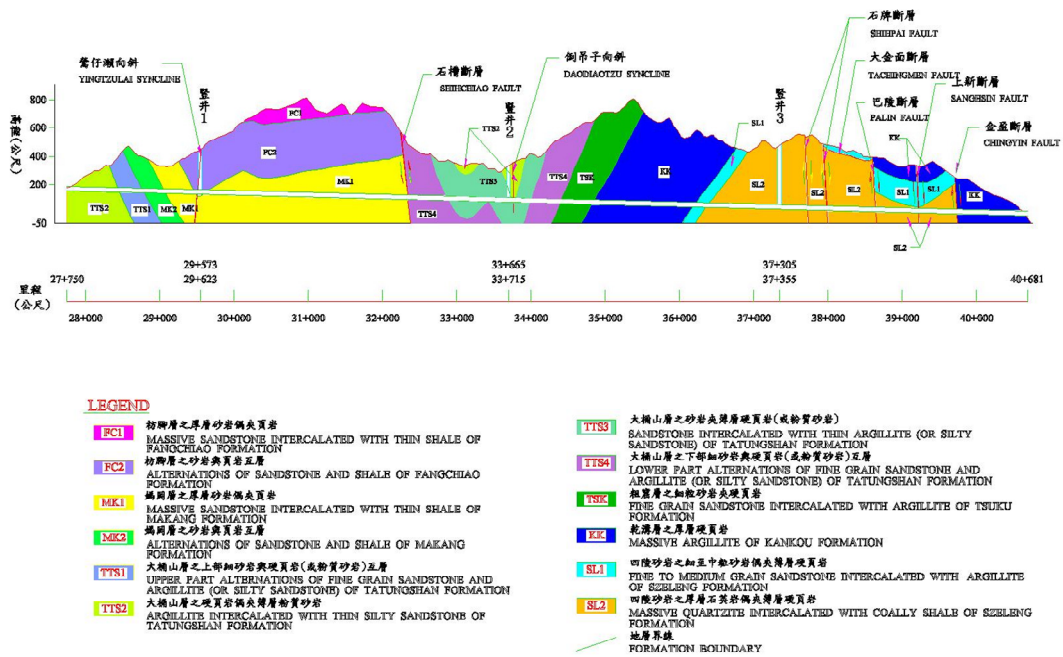 石牌斷層
SHIHPAI FAULT
倒吊子向斜
DAODIAOTZU SYNCLINE
大金面斷層
TACHINGMEN FAULT
鶯仔瀨向斜
YINGTZULAI SYNCLINE
石槽斷層
SHIHCHIAO FAULT
上新斷層
SANGHSIN FAULT
巴陵斷層
PALIN FAULT
金盈斷層
CHINGYIN FAULT
豎井1
豎井2
豎井3
高程(公尺)
800
600
400
200
-50
FC1
FC2
MK1
TTS2
TTS1
MK2
MK1
TTS4
TTS2
TTS3
TTS4
TSK
KK
SL1
SL2
SL2
SL2
KK
SL1
SL1
KK
SL2
27+750
29+573
29+623
33+665
33+715
37+305
37+355
40+681
里程
(公尺)
28+000
29+000
30+000
31+000
32+000
33+000
34+000
35+000
36+000
37+000
38+000
39+000
40+000
LEGEND
FC1
枋腳層之厚層砂岩偶夾頁岩
MASSIVE SANDSTONE INTERCALATED WITH THIN SHALE OF
FANGCHIAO FORMATION
FC2
枋腳層之砂岩與頁岩互層
ALTERNATIONS OF SANDSTONE AND SHALE OF FANGCHIAO
FORMATION
MK1
媽岡層之厚層砂岩偶夾頁岩
MASSIVE SANDSTONE INTERCALATED WITH THIN SHALE OF
MAKANG FORMATION
MK2
媽岡層之砂岩與頁岩互層
ALTERNATIONS OF SANDSTONE AND SHALE OF MAKANG
FORMATION
TTS1
大桶山層之上部細砂岩與硬頁岩(或粉質砂岩)互層
UPPER PART ALTERNATIONS OF FINE GRAIN SANDSTONE AND
ARGILLITE (OR SILTY SANDSTONE) OF TATUNGSHAN FORMATION
TTS2
大桶山層之硬頁岩偶夾薄層粉質砂岩
ARGILLITE INTERCALATED WITH THIN SILTY SANDSTONE OF
TATUNGSHAN FORMATION
TTS3
大桶山層之砂岩夾薄層硬頁岩(或粉質砂岩)
SANDSTONE INTERCALATED WITH THIN ARGILLITE (OR SILTY
SANDSTONE) OF TATUNGSHAN FORMATION
TTS4
大桶山層之下部細砂岩與硬頁岩(或粉質砂岩)互層
LOWER PART ALTERNATIONS OF FINE GRAIN SANDSTONE AND
ARGILLITE (OR SILTY SANDSTONE) OF TATUNGSHAN FORMATION
TSK
粗窟層之細粒砂岩夾硬頁岩
FINE GRAIN SANDSTONE INTERCALATED WITH ARGILLITE OF TSUKU
FORMATION
KK
乾溝層之厚層硬頁岩
MASSIVE ARGILLITE OF KANKOU FORMATION
SL1
四陵砂岩之細至中粒砂岩偶夾薄層硬頁岩
FINE TO MEDIUM GRAIN SANDSTONE INTERCALATED WITH ARGILLITE
OF SZELENG FORMATION
SL2
四陵砂岩之厚層石英岩偶夾薄層硬頁岩
MASSIVE QUARTZITE INTERCALATED WITH COALLY SHALE OF SZELENG
FORMATION
地層界線
FORMATION BOUNDARY